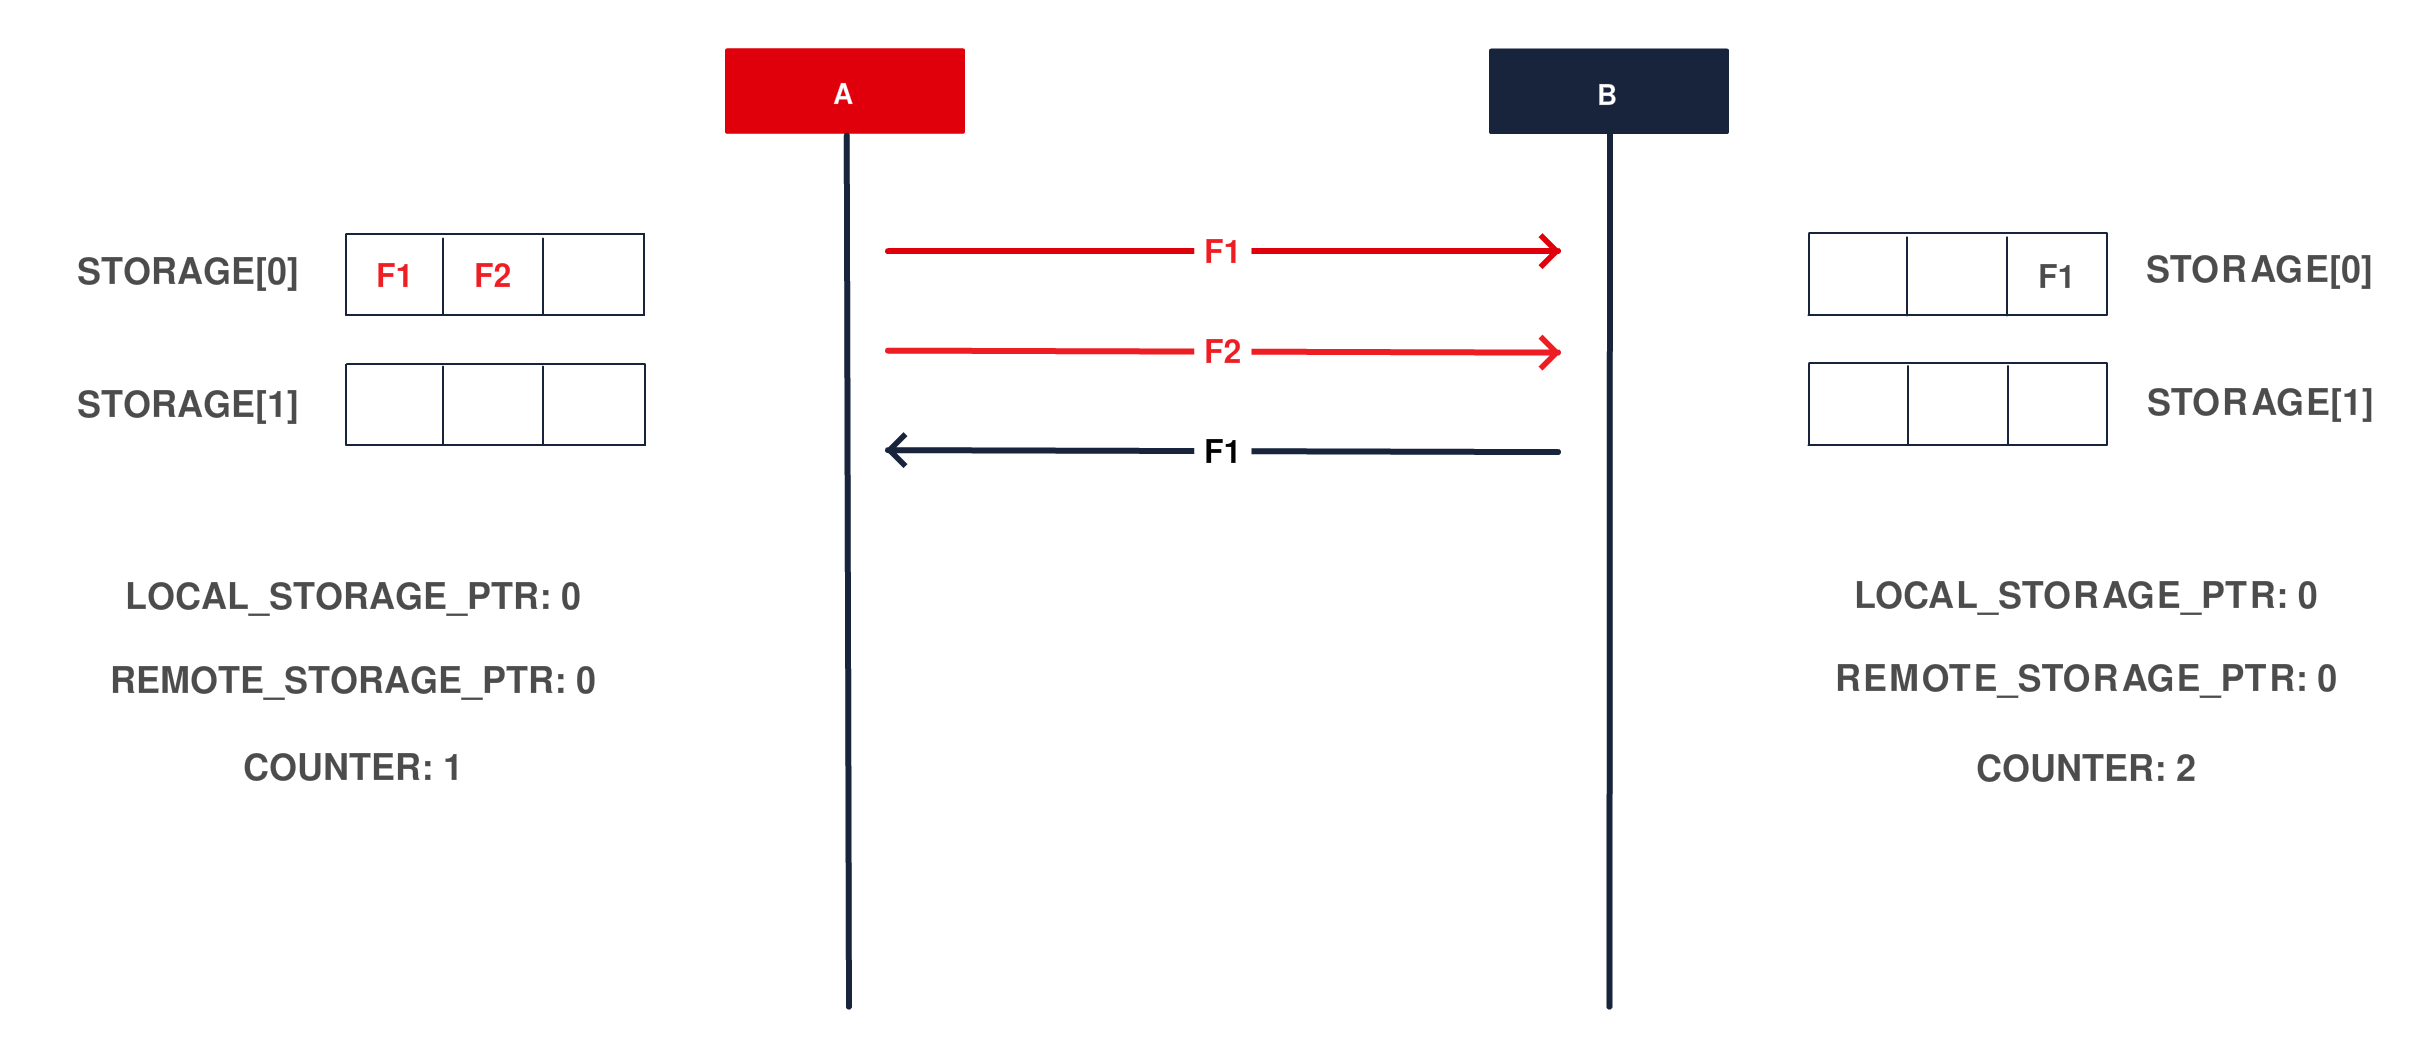 A
B
F1
STORAGE[0]
F1
F2
F1
STORAGE[0]
F2
STORAGE[1]
STORAGE[1]
F1
LOCAL_STORAGE_PTR: 0
LOCAL_STORAGE_PTR: 0
REMOTE_STORAGE_PTR: 0
REMOTE_STORAGE_PTR: 0
COUNTER: 1
COUNTER: 2